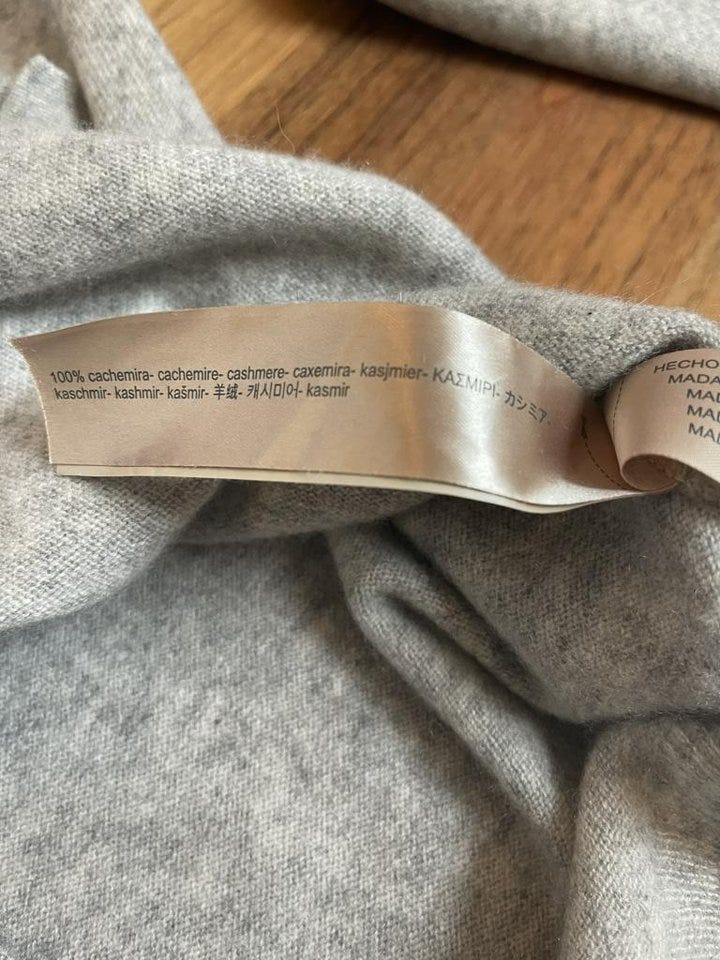 100% cachemira- cachemire- cashmere- caxemira- kasjmier- ΚΑΣΜΙΡΙ- カシミア-
kaschmir- kashmir- kašmir- 羊绒- 캐시미어- kasmir
HECHO
MADA
MAD
MAD
MAD